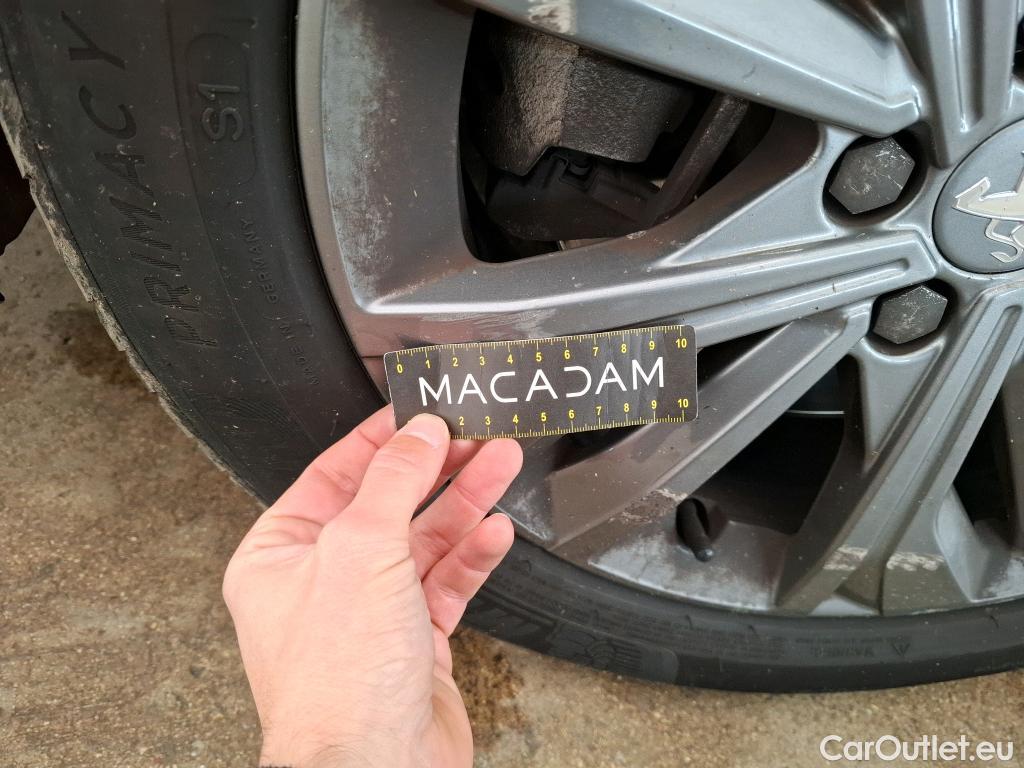 PRIMACY
S1
MADE IN GERMANY
0 1 2 3 4 5 6 7 8 9 10
MACADAM
2 3 4 5 6 7 8 9 10
CarOutlet.eu